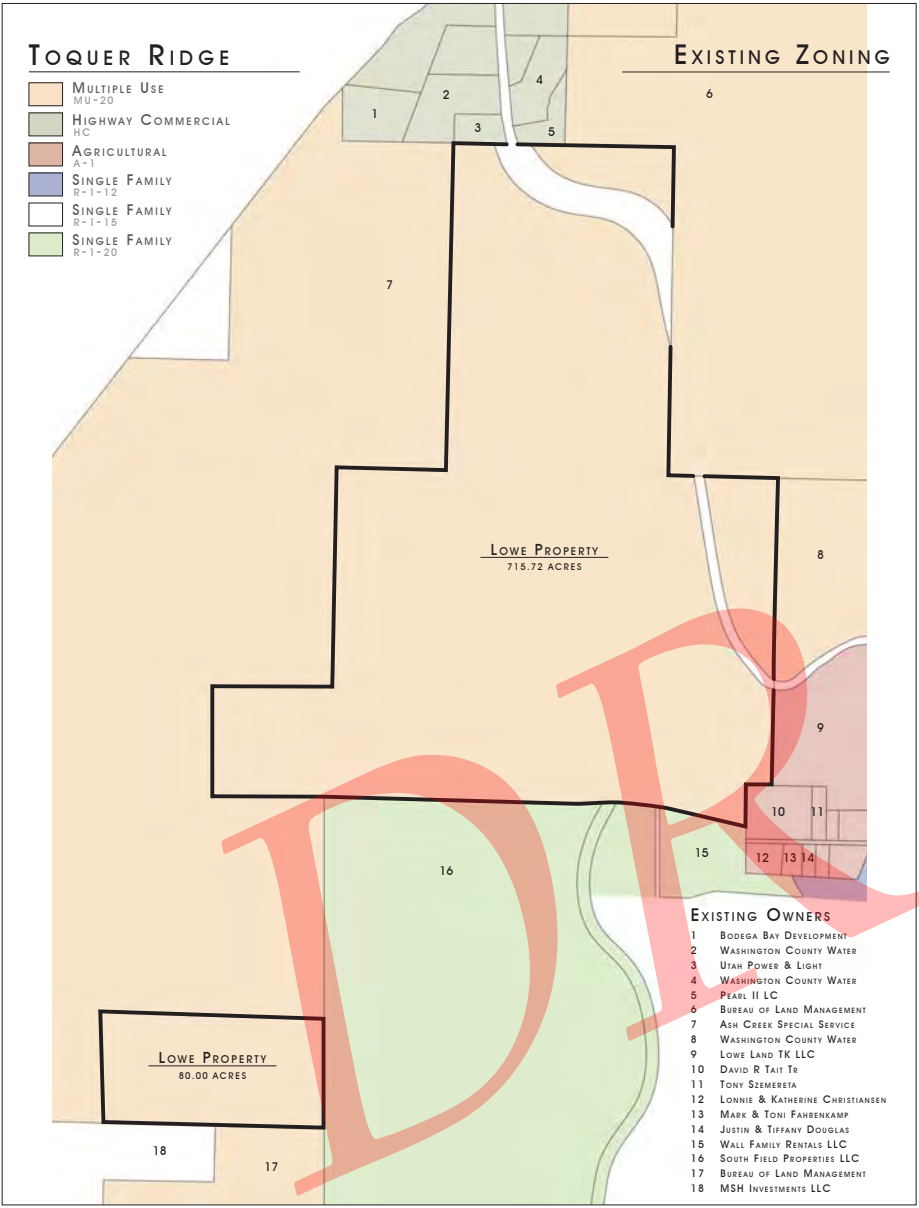 Toquer Ridge
Existing Zoning
Multiple Use
MU-20
Highway Commercial
HC
Agricultural
A-1
Single Family
R-1-12
Single Family
R-1-15
Single Family
R-1-20
1
2
3
4
5
6
7
Lowe Property
715.72 acres
8
9
10
11
12
13
14
15
16
Lowe Property
80.00 acres
18
17
Existing Owners
1 Bodega Bay Development
2 Washington County Water
3 Utah Power & Light
4 Washington County Water
5 Pearl II LC
6 Bureau of Land Management
7 Ash Creek Special Service
8 Washington County Water
9 Lowe Land TK LLC
10 David R Tait Tr
11 Tony Szemereta
12 Lonnie & Katherine Christiansen
13 Mark & Toni Fahrenkamp
14 Justin & Tiffany Douglas
15 Wall Family Rentals LLC
16 South Field Properties LLC
17 Bureau of Land Management
18 MSH Investments LLC
DR